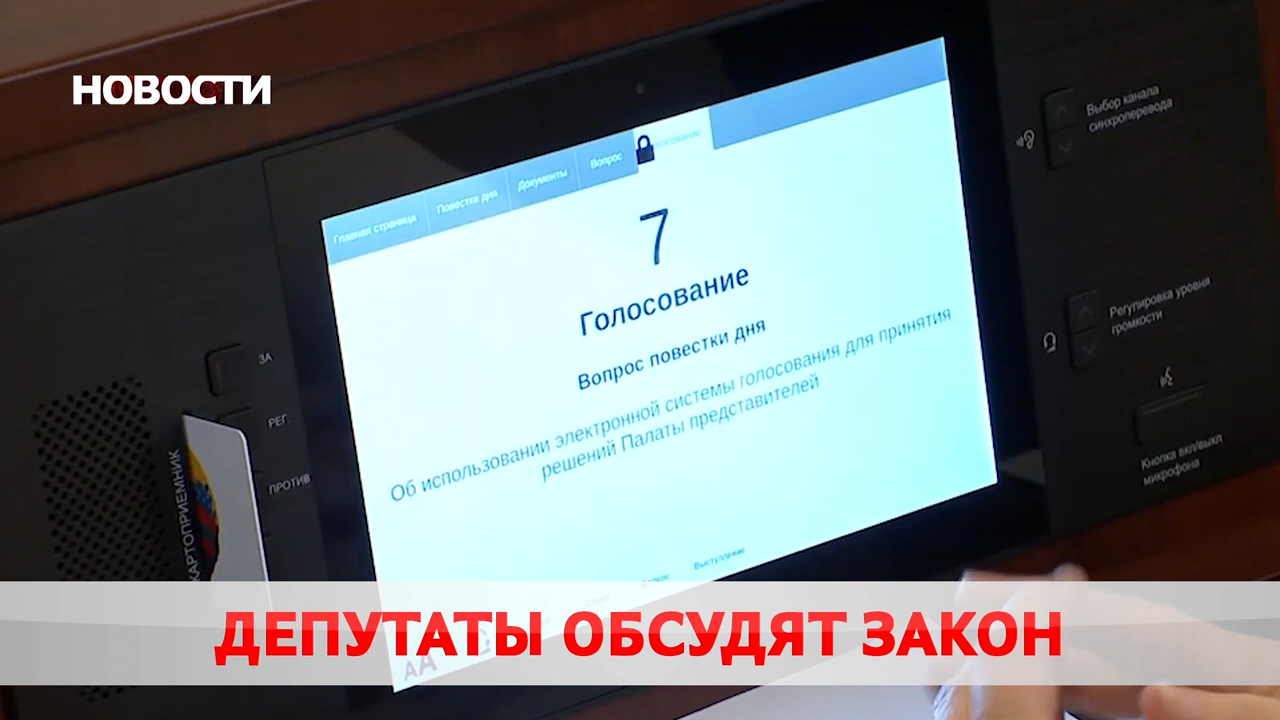 НОВОСТИ
Выбор канала
синхроперевода
Главная страница
Повестка дня
Документы
Вопрос
7
Голосование
Вопрос повестки дня
Об использовании электронной системы голосования для принятия
решений Палаты представителей
Регулировка уровня
громкости
ЗА
РЕГ.
ПРОТИВ
КАРТОПРИЕМНИК
Кнопка вкл/выкл
микрофона
Выступление
ДЕПУТАТЫ ОБСУДЯТ ЗАКОН
AA